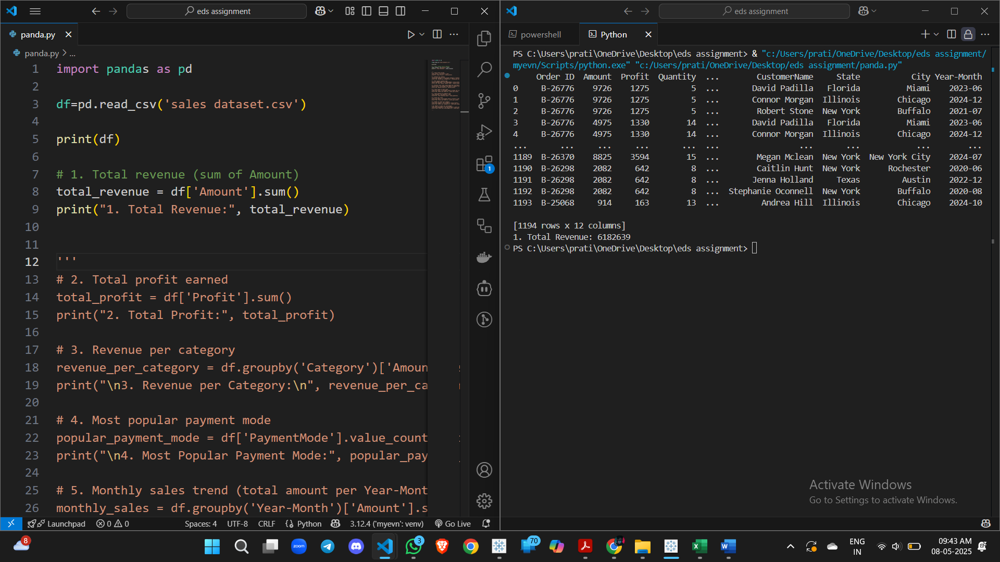 eds assignment
panda.py
panda.py > ...
1 import pandas as pd
2
3 df=pd.read_csv('sales dataset.csv')
4
5 print(df)
6
7 # 1. Total revenue (sum of Amount)
8 total_revenue = df['Amount'].sum()
9 print("1. Total Revenue:", total_revenue)
10
11
12 '''
13 # 2. Total profit earned
14 total_profit = df['Profit'].sum()
15 print("2. Total Profit:", total_profit)
16
17 # 3. Revenue per category
18 revenue_per_category = df.groupby('Category')['Amoun
19 print("\n3. Revenue per Category:\n", revenue_per_ca
20
21 # 4. Most popular payment mode
22 popular_payment_mode = df['PaymentMode'].value_count
23 print("\n4. Most Popular Payment Mode:", popular_pay
24
25 # 5. Monthly sales trend (total amount per Year-Mont
26 monthly_sales = df.groupby('Year-Month')['Amount'].s
1
Launchpad 0 0 Spaces: 4 UTF-8 CRLF Python 3.12.4 ('myevn': venv) Go Live
eds assignment
powershell Python
PS C:\Users\prati\OneDrive\Desktop\eds assignment> & "c:/Users/prati/OneDrive/Desktop/eds assignment/
myevn/Scripts/python.exe" "c:/Users/prati/OneDrive/Desktop/eds assignment/panda.py"
Order ID Amount Profit Quantity ... CustomerName State City Year-Month
0 B-26776 9726 1275 5 ... David Padilla Florida Miami 2023-06
1 B-26776 9726 1275 5 ... Connor Morgan Illinois Chicago 2024-12
2 B-26776 9726 1275 5 ... Robert Stone New York Buffalo 2021-07
3 B-26776 4975 1330 14 ... David Padilla Florida Miami 2023-06
4 B-26776 4975 1330 14 ... Connor Morgan Illinois Chicago 2024-12
... ... ... ... ... ... ... ... ... ...
1189 B-26370 8825 3594 15 ... Megan Mclean New York New York City 2024-07
1190 B-26298 2082 642 8 ... Caitlin Hunt New York Rochester 2020-06
1191 B-26298 2082 642 8 ... Jenna Holland Texas Austin 2022-12
1192 B-26298 2082 642 8 ... Stephanie Oconnell New York Buffalo 2020-08
1193 B-25068 914 163 13 ... Andrea Hill Illinois Chicago 2024-10
[1194 rows x 12 columns]
1. Total Revenue: 6182639
PS C:\Users\prati\OneDrive\Desktop\eds assignment>
Activate Windows
Go to Settings to activate Windows.
8
zoom
3
70
ENG
IN
09:43 AM
08-05-2025